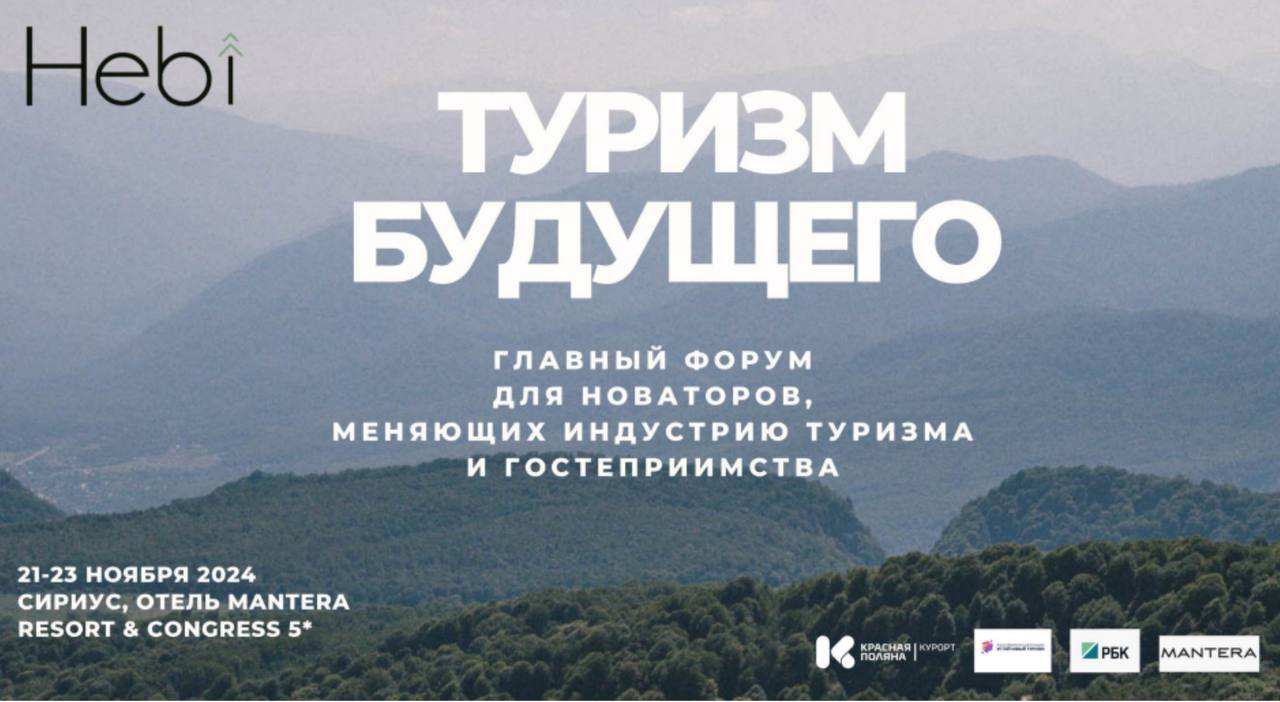 Hebî
ТУРИЗМ
БУДУЩЕГО
ГЛАВНЫЙ ФОРУМ
ДЛЯ НОВАТОРОВ,
МЕНЯЮЩИХ ИНДУСТРИЮ ТУРИЗМА
И ГОСТЕПРИИМСТВА
21-23 НОЯБРЯ 2024
СИРИУС, ОТЕЛЬ MANTERA
RESORT & CONGRESS 5*
КРАСНАЯ
ПОЛЯНА | КУРОРТ
РБК
MANTERA